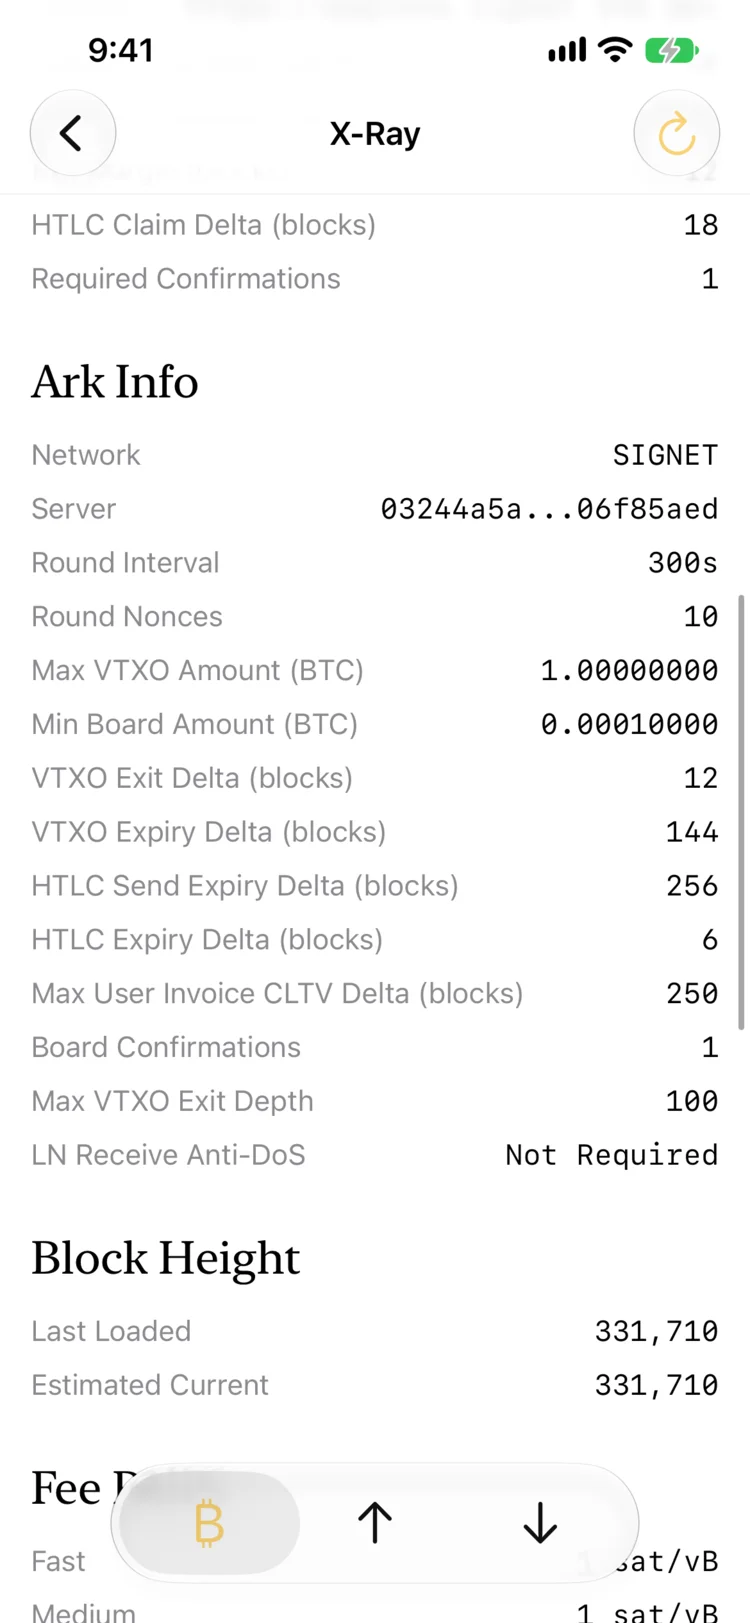 9:41
X-Ray
HTLC Claim Delta (blocks) 18
Required Confirmations 1
Ark Info
Network SIGNET
Server 03244a5a...06f85aed
Round Interval 300s
Round Nonces 10
Max VTXO Amount (BTC) 1.00000000
Min Board Amount (BTC) 0.00010000
VTXO Exit Delta (blocks) 12
VTXO Expiry Delta (blocks) 144
HTLC Send Expiry Delta (blocks) 256
HTLC Expiry Delta (blocks) 6
Max User Invoice CLTV Delta (blocks) 250
Board Confirmations 1
Max VTXO Exit Depth 100
LN Receive Anti-DoS Not Required
Block Height
Last Loaded 331,710
Estimated Current 331,710
Fee
Fast 1 sat/vB
Medium 1 sat/vB